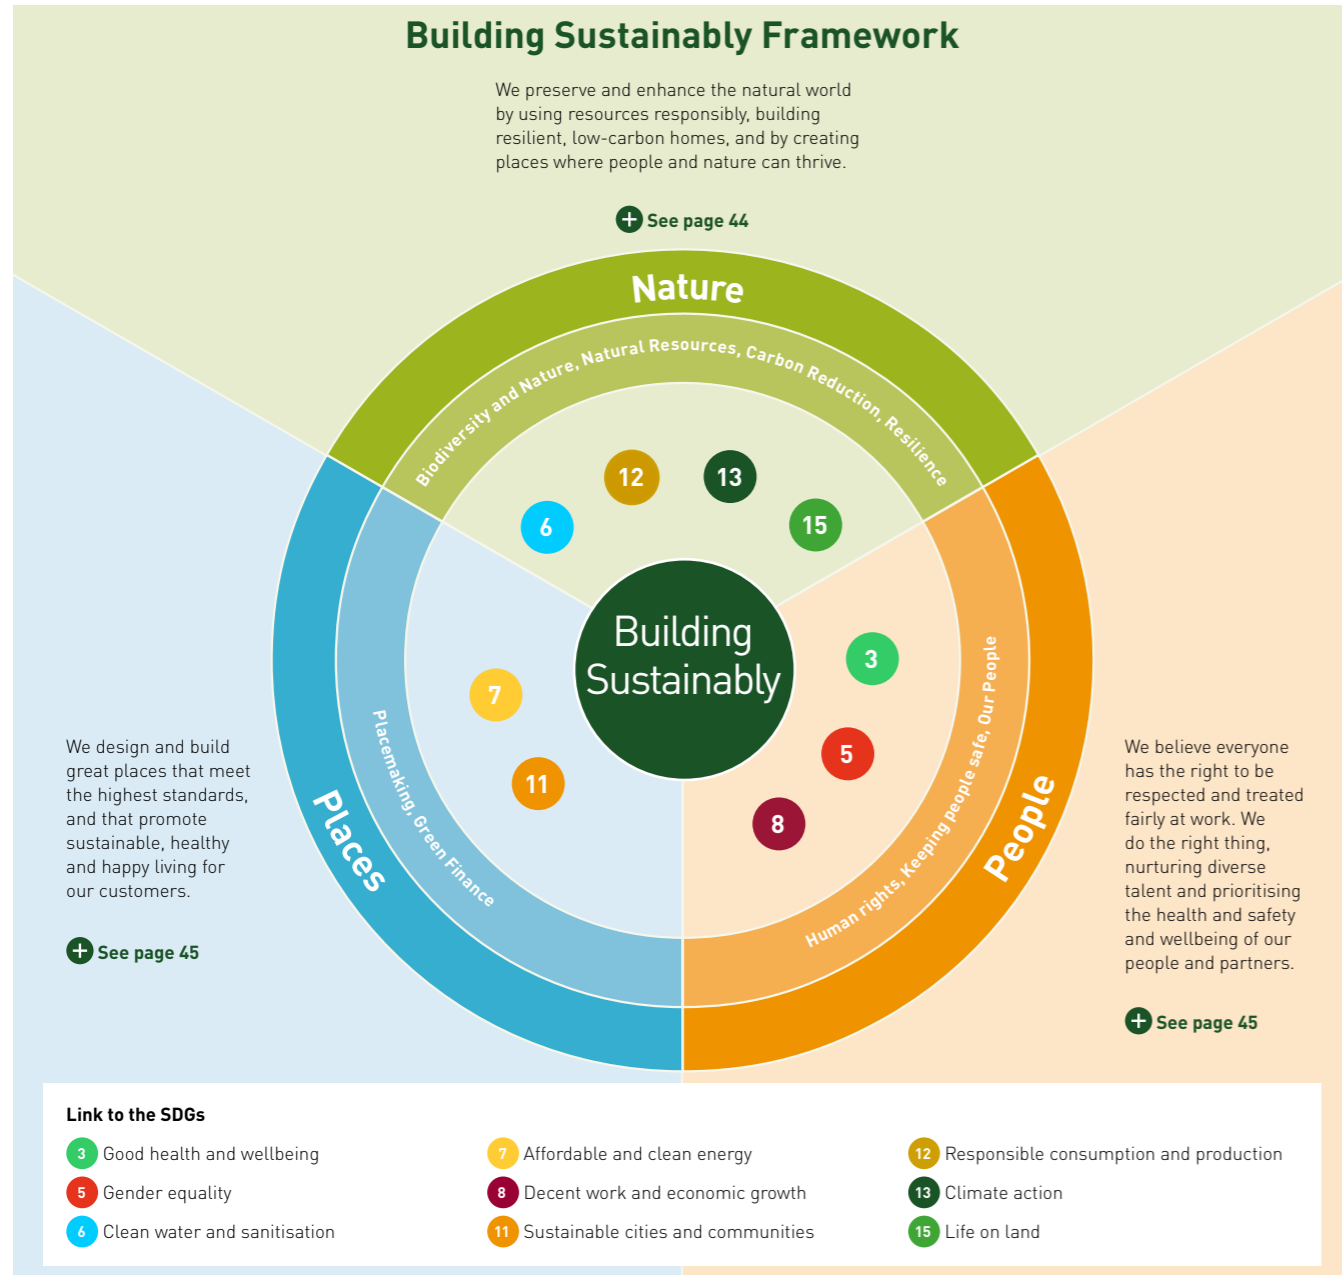 Building Sustainably Framework
We preserve and enhance the natural world
by using resources responsibly, building
resilient, low-carbon homes, and by creating
places where people and nature can thrive.
+ See page 44
Nature
Biodiversity and Nature, Natural Resources, Carbon Reduction, Resilience
12
13
6
15
Building
Sustainably
3
7
5
11
8
Placemaking, Green Finance
Places
Human rights, Keeping people safe, Our People
People
We design and build
great places that meet
the highest standards,
and that promote
sustainable, healthy
and happy living for
our customers.
+ See page 45
We believe everyone
has the right to be
respected and treated
fairly at work. We
do the right thing,
nurturing diverse
talent and prioritising
the health and safety
and wellbeing of our
people and partners.
+ See page 45
Link to the SDGs
3 Good health and wellbeing
5 Gender equality
6 Clean water and sanitisation
7 Affordable and clean energy
8 Decent work and economic growth
11 Sustainable cities and communities
12 Responsible consumption and production
13 Climate action
15 Life on land